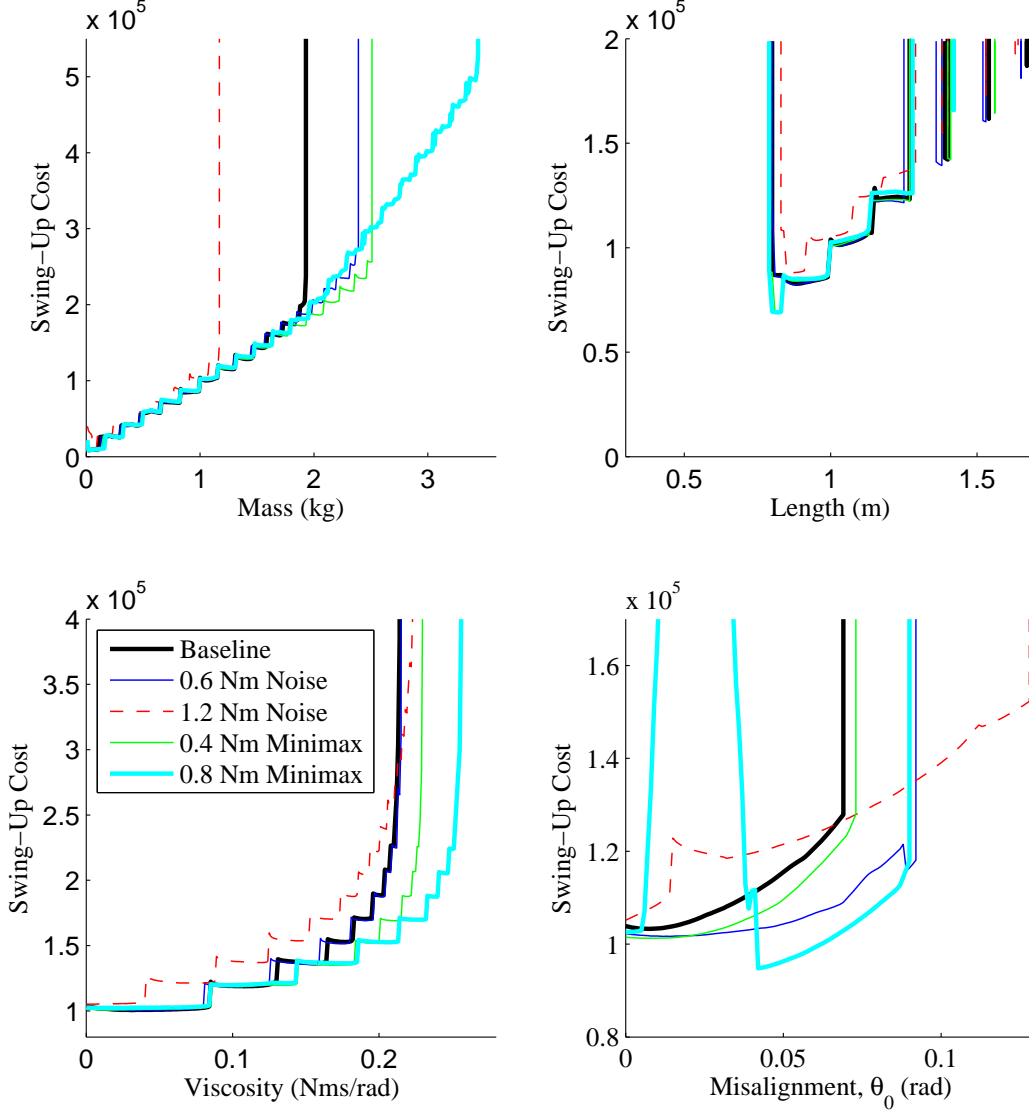 x 10^5
5
4
3
2
1
0
0 1 2 3
Swing−Up Cost
Mass (kg)
2
1.5
1
0.5
0
0.5 1 1.5
Swing−Up Cost
Length (m)
x 10^5
x 10^5
4
3.5
3
2.5
2
1.5
1
0 0.1 0.2
Swing−Up Cost
Viscosity (Nms/rad)
Baseline
0.6 Nm Noise
1.2 Nm Noise
0.4 Nm Minimax
0.8 Nm Minimax
x 10^5
1.6
1.4
1.2
1
0.8
0 0.05 0.1
Swing−Up Cost
Misalignment, θ_0 (rad)